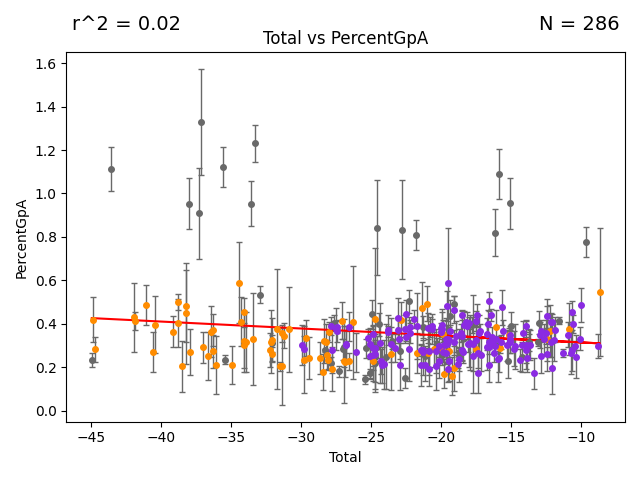 r^2 = 0.02
N = 286
Total vs PercentGpA
PercentGpA
1.6
1.4
1.2
1.0
0.8
0.6
0.4
0.2
0.0
−45 −40 −35 −30 −25 −20 −15 −10
Total